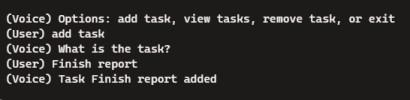 (Voice) Options: add task, view tasks, remove task, or exit
(User) add task
(Voice) What is the task?
(User) Finish report
(Voice) Task Finish report added